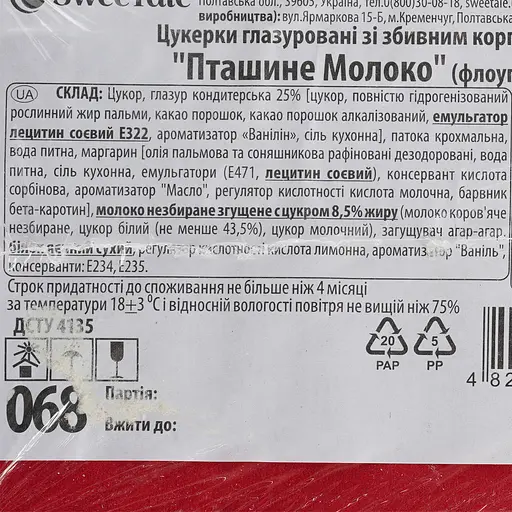 SweeTale
Полтавська обл., 39605, Україна, тел.0(800)30-08-18, sweetale.
виробництва: вул.Ярмаркова 15-Б, м.Кременчуг, Полтавська
Цукерки глазуровані зі збивним корп
"Пташине Молоко" (флоуп
UA СКЛАД: Цукор, глазур кондитерська 25% [цукор, повністю гідрогенізований
рослинний жир пальми, какао порошок, какао порошок алкалізований, емульгатор
лецитин соєвий Е322, ароматизатор «Ванілін», сіль кухонна], патока крохмальна,
вода питна, маргарин [олія пальмова та соняшникова рафіновані дезодоровані, вода
питна, сіль кухонна, емульгатори (Е471, лецитин соєвий), консервант кислота
сорбінова, ароматизатор "Масло", регулятор кислотності кислота молочна, барвник
бета-каротин], молоко незбиране згущене с цукром 8,5% жиру (молоко коров'яче
незбиране, цукор білий (не менше 43,5%), цукор молочний), загущувач агар-агар,
сухий, регулятор кислотності кислота лимонна, ароматизатор "Ваніль",
консерванти: Е234, Е235.
Строк придатності до споживання не більше ніж 4 місяці
за температури 18±3 ⁰С і відносній вологості повітря не вищій ніж 75%
ДСТУ 4135
20 PAP
5 PP
4 82
068
Партія:
Вжити до: